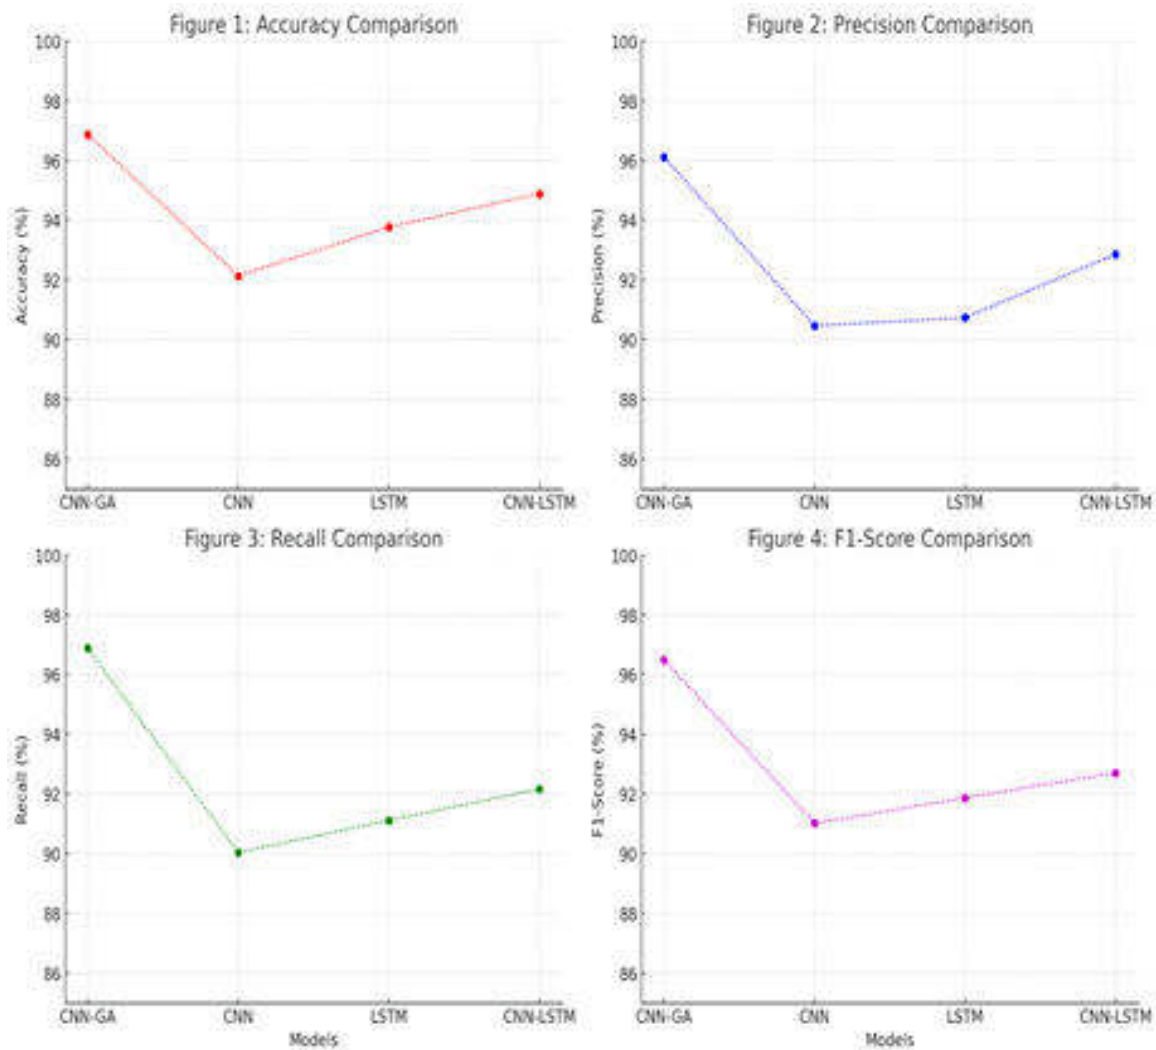 Figure 1: Accuracy Comparison
100
98
96
94
92
90
88
86
Accuracy (%)
CNN-GA CNN LSTM CNN-LSTM
Figure 2: Precision Comparison
100
98
96
94
92
90
88
86
Precision (%)
CNN-GA CNN LSTM CNN-LSTM
Figure 3: Recall Comparison
100
98
96
94
92
90
88
86
Recall (%)
CNN-GA CNN LSTM CNN-LSTM
Models
Figure 4: F1-Score Comparison
100
98
96
94
92
90
88
86
F1-Score (%)
CNN-GA CNN LSTM CNN-LSTM
Models